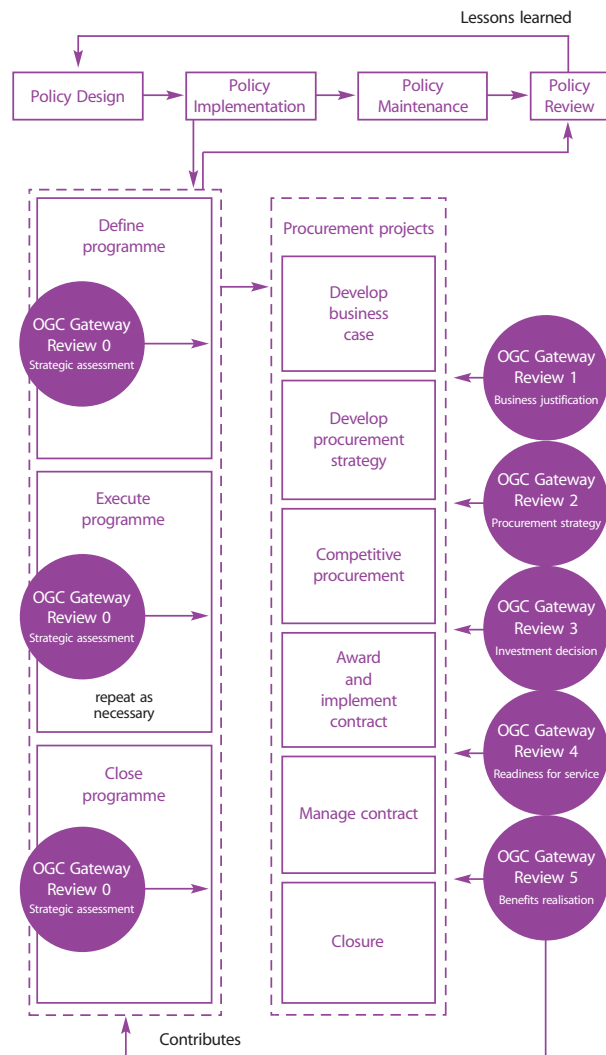 Lessons learned
Policy Design
Policy
Implementation
Policy
Maintenance
Policy
Review
Define
programme
OGC Gateway
Review 0
Strategic assessment
Execute
programme
OGC Gateway
Review 0
Strategic assessment
repeat as
necessary
Close
programme
OGC Gateway
Review 0
Strategic assessment
Procurement projects
Develop
business
case
Develop
procurement
strategy
Competitive
procurement
Award
and
implement
contract
Manage contract
Closure
OGC Gateway
Review 1
Business justification
OGC Gateway
Review 2
Procurement strategy
OGC Gateway
Review 3
Investment decision
OGC Gateway
Review 4
Readiness for service
OGC Gateway
Review 5
Benefits realisation
Contributes